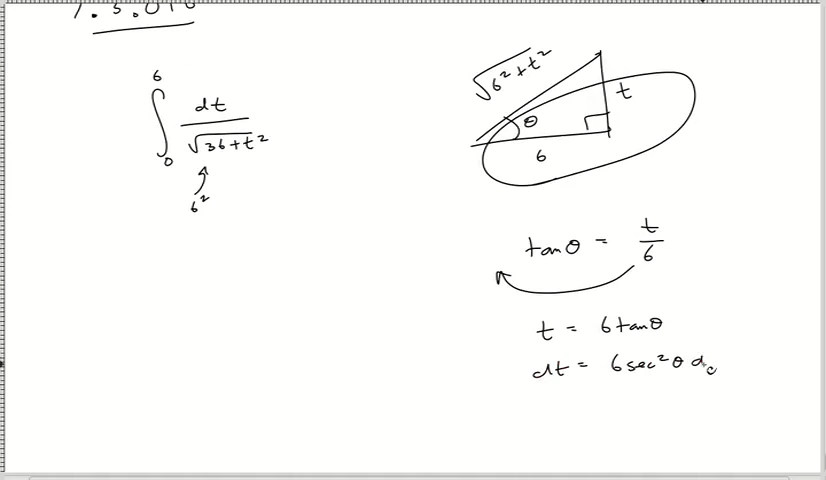 ∫₀⁶ dt / √(36+t²)
6²
√(6²+t²)
t
θ
6
tanθ = t/6
t = 6tanθ
dt = 6sec²θ d